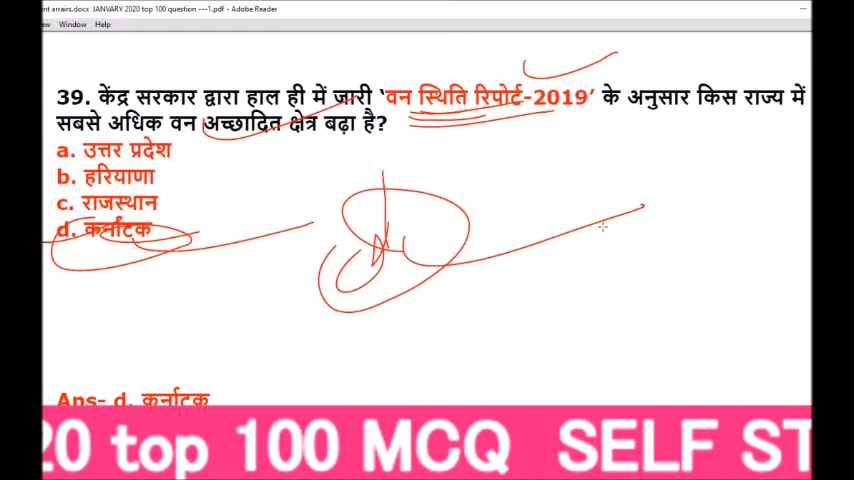 ent arrairs.docx JANVARY 2020 top 100 question ---1.pdf - Adobe Reader
ew Window Help
39. केंद्र सरकार द्वारा हाल ही में जारी ‘वन स्थिति रिपोर्ट-2019’ के अनुसार किस राज्य में
सबसे अधिक वन अच्छादित क्षेत्र बढ़ा है?
a. उत्तर प्रदेश
b. हरियाणा
c. राजस्थान
d. कर्नाटक
Ans- d. कर्नाटक
20 top 100 MCQ SELF ST